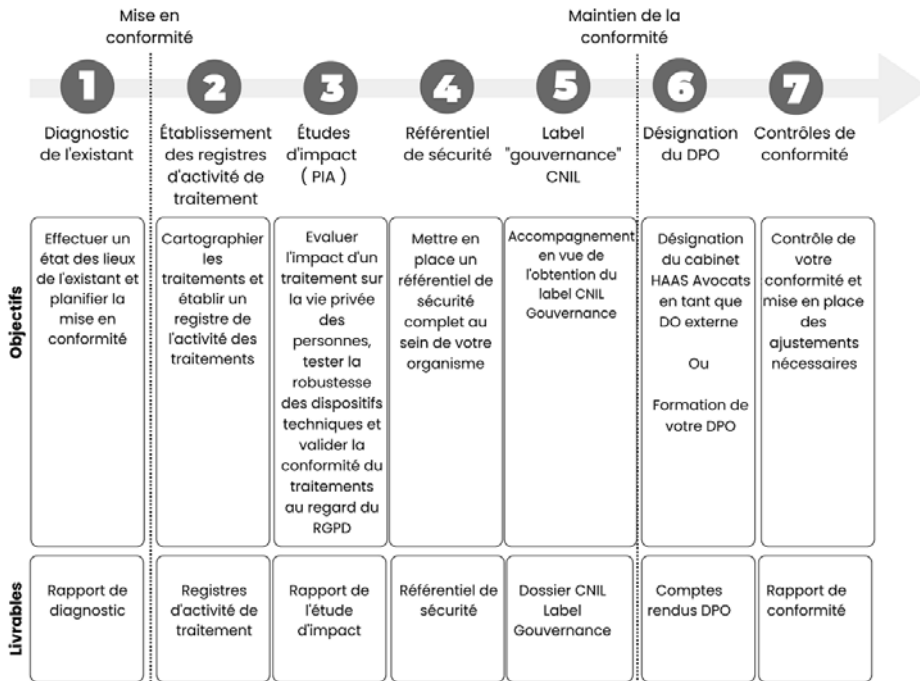 Mise en
conformité
Maintien de la
conformité
1
2
3
4
5
6
7
Diagnostic
de l'existant
Établissement
des registres
d'activité de
traitement
Études
d'impact
( PIA )
Référentiel
de sécurité
Label
"gouvernance"
CNIL
Désignation
du DPO
Contrôles de
conformité
Objectifs
Effectuer un
état des lieux
de l'existant et
planifier la
mise en
conformité
Cartographier
les
traitements et
établir un
registre de
l'activité des
traitements
Evaluer
l'impact d'un
traitement sur
la vie privée
des
personnes,
tester la
robustesse
des dispositifs
techniques et
valider la
conformité du
traitements
au regard du
RGPD
Mettre en
place un
référentiel de
sécurité
complet au
sein de votre
organisme
Accompagnement
en vue de
l'obtention du
label CNIL
Gouvernance
Désignation
du cabinet
HAAS Avocats
en tant que
DO externe
Ou
Formation de
votre DPO
Contrôle de
votre
conformité et
mise en place
des
ajustements
nécessaires
Livrables
Rapport de
diagnostic
Registres
d'activité de
traitement
Rapport de
l'étude
d'impact
Référentiel de
sécurité
Dossier CNIL
Label
Gouvernance
Comptes
rendus DPO
Rapport de
conformité